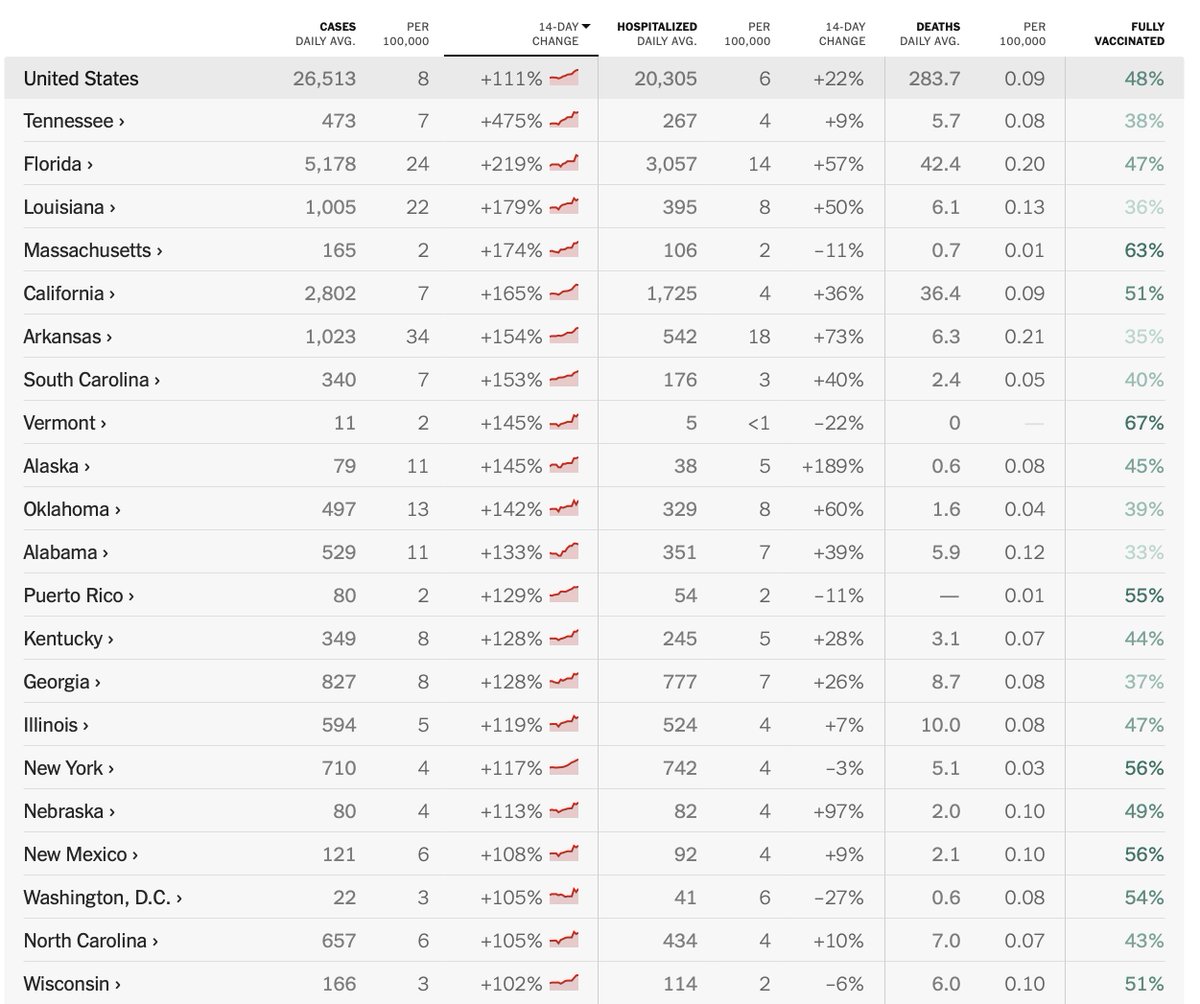 CASES PER 14-DAY HOSPITALIZED PER 14-DAY DEATHS PER FULLY
DAILY AVG. 100,000 CHANGE DAILY AVG. 100,000 CHANGE DAILY AVG. 100,000 VACCINATED
United States 26,513 8 +111% 20,305 6 +22% 283.7 0.09 48%
Tennessee › 473 7 +475% 267 4 +9% 5.7 0.08 38%
Florida › 5,178 24 +219% 3,057 14 +57% 42.4 0.20 47%
Louisiana › 1,005 22 +179% 395 8 +50% 6.1 0.13 36%
Massachusetts › 165 2 +174% 106 2 –11% 0.7 0.01 63%
California › 2,802 7 +165% 1,725 4 +36% 36.4 0.09 51%
Arkansas › 1,023 34 +154% 542 18 +73% 6.3 0.21 35%
South Carolina › 340 7 +153% 176 3 +40% 2.4 0.05 40%
Vermont › 11 2 +145% 5 <1 –22% 0 — 67%
Alaska › 79 11 +145% 38 5 +189% 0.6 0.08 45%
Oklahoma › 497 13 +142% 329 8 +60% 1.6 0.04 39%
Alabama › 529 11 +133% 351 7 +39% 5.9 0.12 33%
Puerto Rico › 80 2 +129% 54 2 –11% — 0.01 55%
Kentucky › 349 8 +128% 245 5 +28% 3.1 0.07 44%
Georgia › 827 8 +128% 777 7 +26% 8.7 0.08 37%
Illinois › 594 5 +119% 524 4 +7% 10.0 0.08 47%
New York › 710 4 +117% 742 4 –3% 5.1 0.03 56%
Nebraska › 80 4 +113% 82 4 +97% 2.0 0.10 49%
New Mexico › 121 6 +108% 92 4 +9% 2.1 0.10 56%
Washington, D.C. › 22 3 +105% 41 6 –27% 0.6 0.08 54%
North Carolina › 657 6 +105% 434 4 +10% 7.0 0.07 43%
Wisconsin › 166 3 +102% 114 2 –6% 6.0 0.10 51%